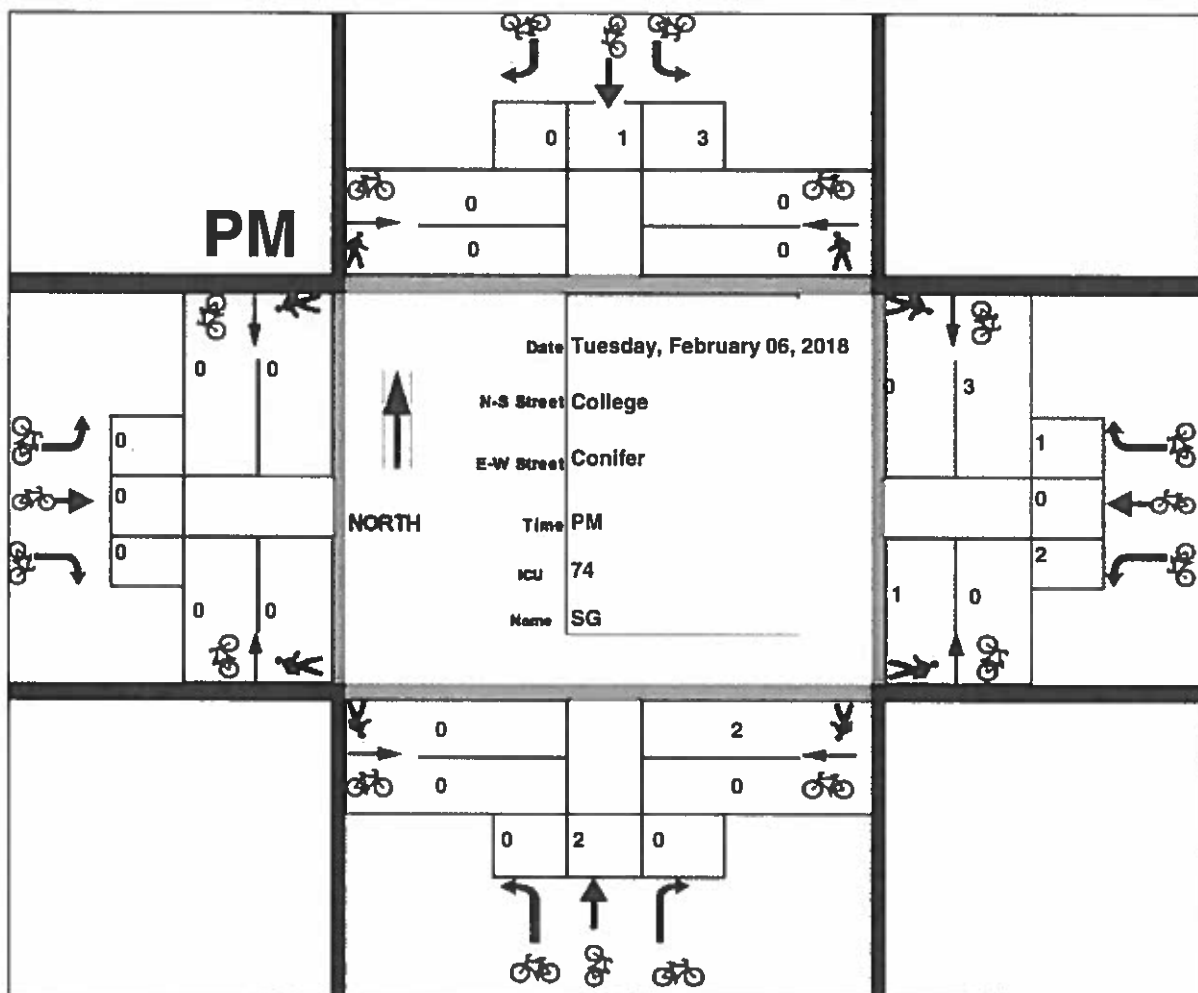 0 1 3
0 0
PM
0 0
0 0
Date Tuesday, February 06, 2018
0 3
N-S Street College
0
1
E-W Street Conifer
0
0
NORTH
Time PM
0
2
ICU 74
0 0
1 0
Name SG
0 2
0 0
0 2 0